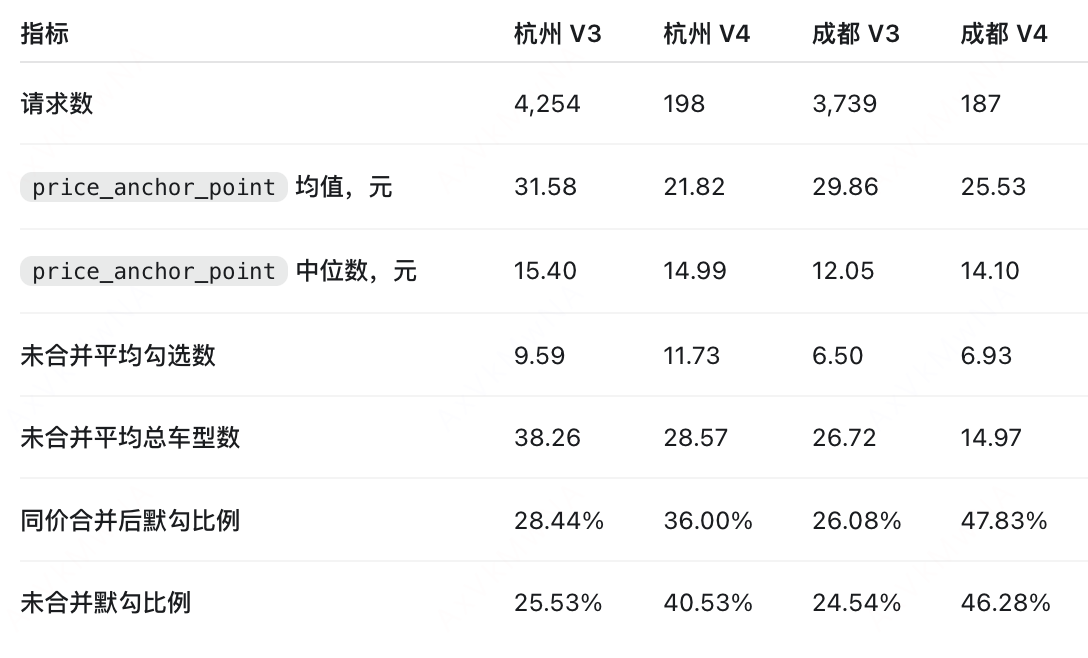 指标 杭州 V3 杭州 V4 成都 V3 成都 V4
请求数 4,254 198 3,739 187
price_anchor_point 均值，元 31.58 21.82 29.86 25.53
price_anchor_point 中位数，元 15.40 14.99 12.05 14.10
未合并平均勾选数 9.59 11.73 6.50 6.93
未合并平均总车型数 38.26 28.57 26.72 14.97
同价合并后默勾比例 28.44% 36.00% 26.08% 47.83%
未合并默勾比例 25.53% 40.53% 24.54% 46.28%